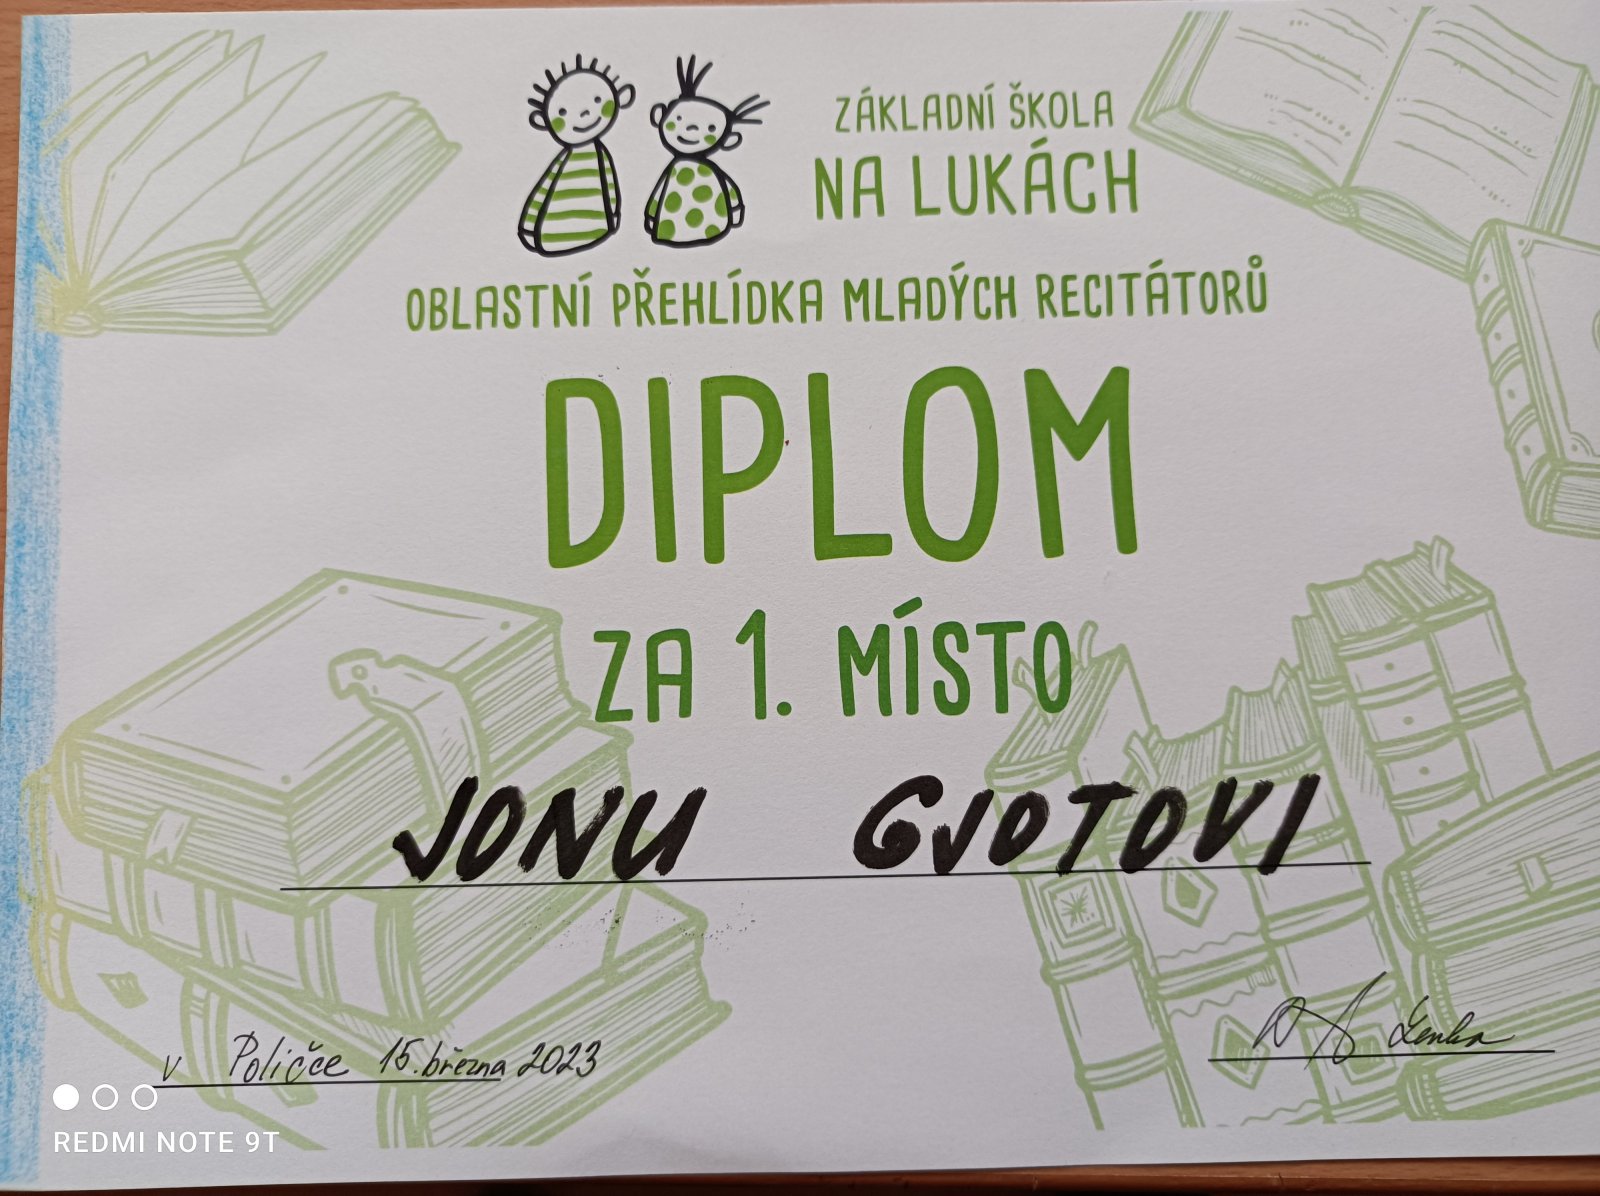 ZÁKLADNÍ ŠKOLA
NA LUKÁCH
OBLASTNÍ PŘEHLÍDKA MLADÝCH RECITÁTORŮ
DIPLOM
ZA 1. MÍSTO
JONU GJOTOVI
v Poličce 15. března 2023
Lenka
REDMI NOTE 9T